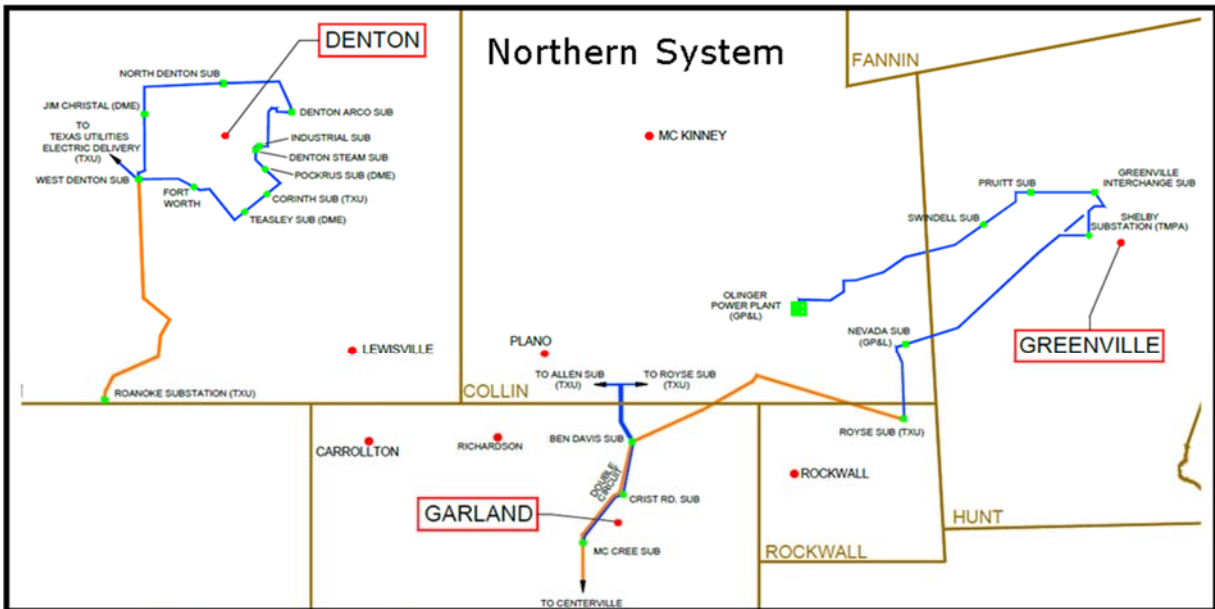 Northern System
DENTON
FANNIN
NORTH DENTON SUB
JIM CHRISTAL (DME)
DENTON ARCO SUB
TO
TEXAS UTILITIES
ELECTRIC DELIVERY
(TXU)
INDUSTRIAL SUB
DENTON STEAM SUB
POCKRUS SUB (DME)
WEST DENTON SUB
FORT
WORTH
CORINTH SUB (TXU)
TEASLEY SUB (DME)
MC KINNEY
PRUITT SUB
GREENVILLE
INTERCHANGE SUB
SWINDELL SUB
SHELBY
SUBSTATION (TMPA)
OLINGER
POWER PLANT
(GP&L)
NEVADA SUB
(GP&L)
GREENVILLE
LEWISVILLE
PLANO
TO ALLEN SUB
(TXU)
TO ROYSE SUB
(TXU)
ROANOKE SUBSTATION (TXU)
COLLIN
ROYSE SUB (TXU)
BEN DAVIS SUB
CARROLLTON
RICHARDSON
ROCKWALL
DOUBLE
CIRCUIT
CRIST RD. SUB
GARLAND
HUNT
MC CREE SUB
ROCKWALL
TO CENTERVILLE